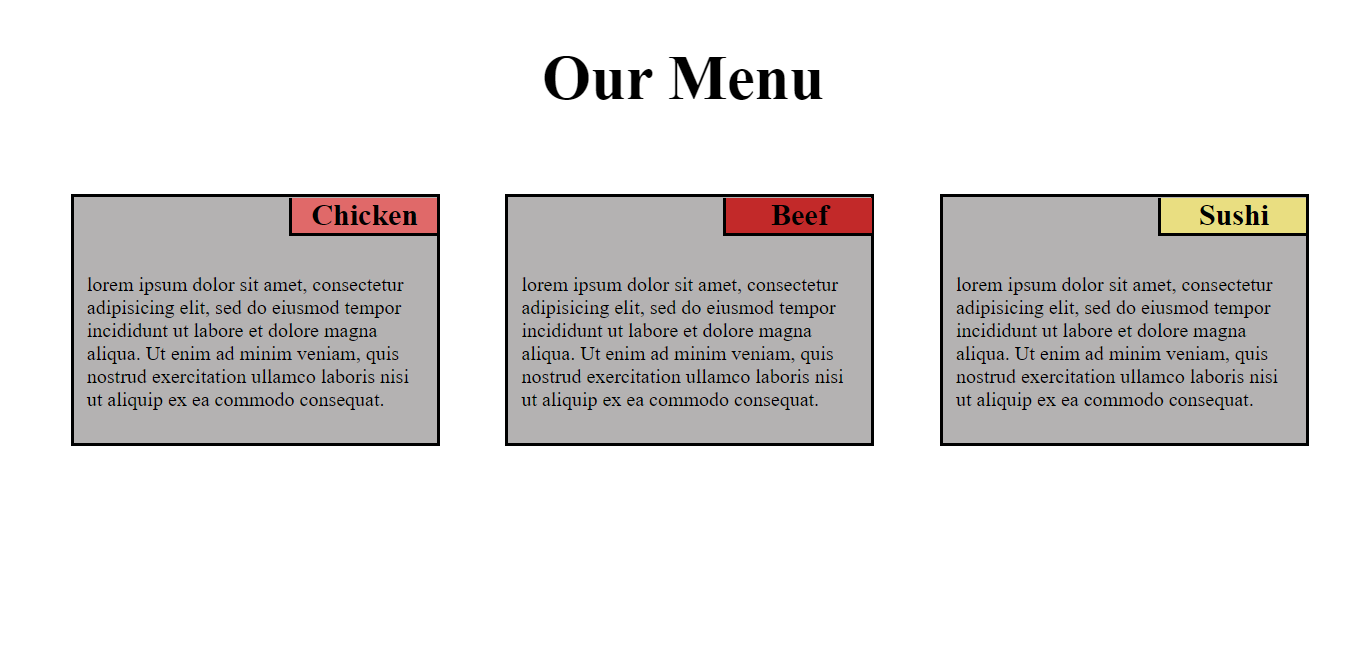 Our Menu
Chicken
lorem ipsum dolor sit amet, consectetur
adipisicing elit, sed do eiusmod tempor
incididunt ut labore et dolore magna
aliqua. Ut enim ad minim veniam, quis
nostrud exercitation ullamco laboris nisi
ut aliquip ex ea commodo consequat.
Beef
lorem ipsum dolor sit amet, consectetur
adipisicing elit, sed do eiusmod tempor
incididunt ut labore et dolore magna
aliqua. Ut enim ad minim veniam, quis
nostrud exercitation ullamco laboris nisi
ut aliquip ex ea commodo consequat.
Sushi
lorem ipsum dolor sit amet, consectetur
adipisicing elit, sed do eiusmod tempor
incididunt ut labore et dolore magna
aliqua. Ut enim ad minim veniam, quis
nostrud exercitation ullamco laboris nisi
ut aliquip ex ea commodo consequat.